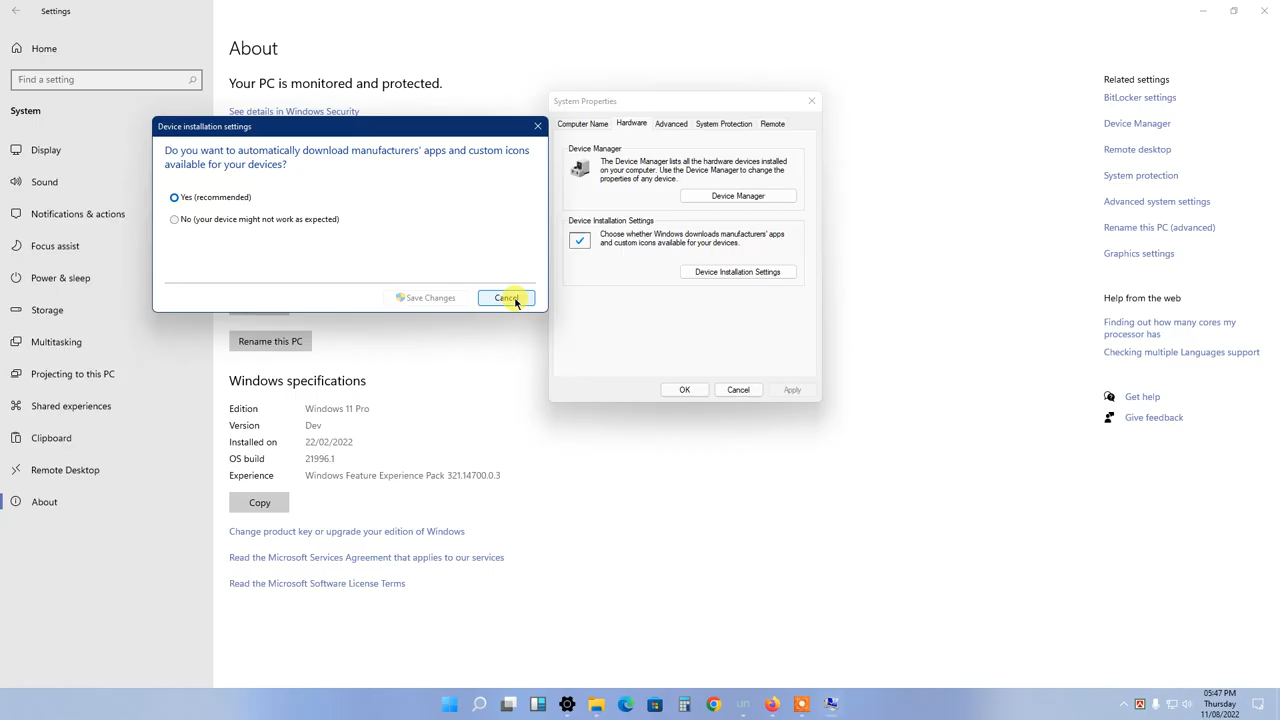 Settings
Home
Find a setting
System
Display
Sound
Notifications & actions
Focus assist
Power & sleep
Storage
Multitasking
Projecting to this PC
Shared experiences
Clipboard
Remote Desktop
About
About
Your PC is monitored and protected.
See details in Windows Security
Device installation settings
Do you want to automatically download manufacturers' apps and custom icons
available for your devices?
Yes (recommended)
No (your device might not work as expected)
Save Changes
Cancel
Rename this PC
Windows specifications
Edition Windows 11 Pro
Version Dev
Installed on 22/02/2022
OS build 21996.1
Experience Windows Feature Experience Pack 321.14700.0.3
Copy
Change product key or upgrade your edition of Windows
Read the Microsoft Services Agreement that applies to our services
Read the Microsoft Software License Terms
System Properties
Computer Name Hardware Advanced System Protection Remote
Device Manager
The Device Manager lists all the hardware devices installed
on your computer. Use the Device Manager to change the
properties of any device.
Device Manager
Device Installation Settings
Choose whether Windows downloads manufacturers' apps
and custom icons available for your devices.
Device Installation Settings
OK Cancel Apply
Related settings
BitLocker settings
Device Manager
Remote desktop
System protection
Advanced system settings
Rename this PC (advanced)
Graphics settings
Help from the web
Finding out how many cores my
processor has
Checking multiple Languages support
Get help
Give feedback
un
05:47 PM
Thursday
11/08/2022